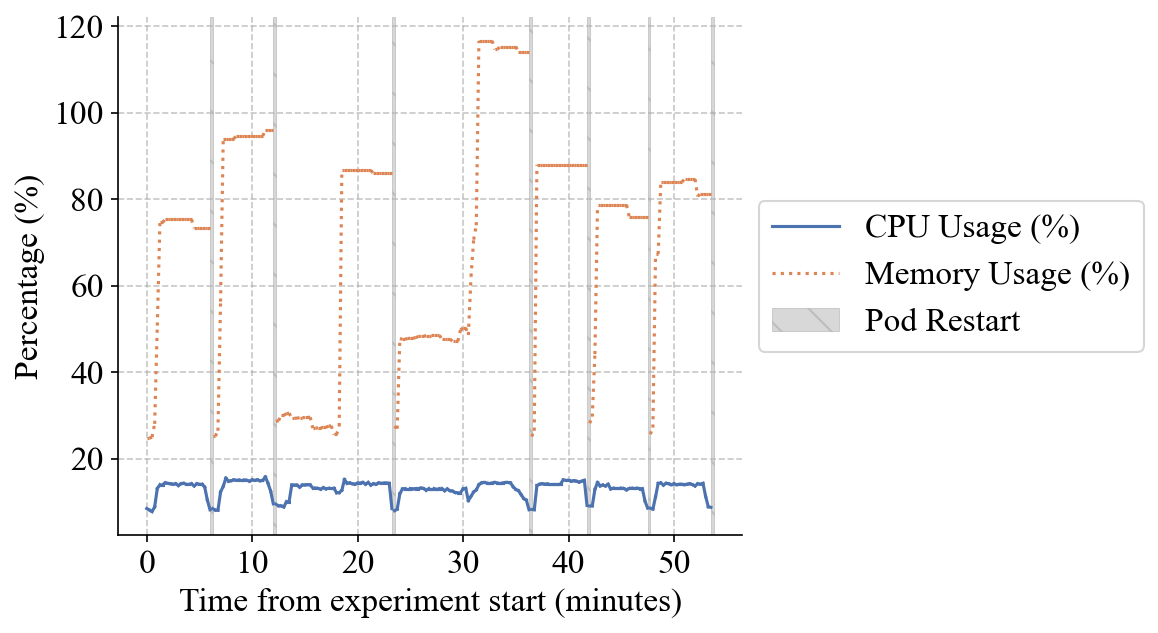 120
100
80
60
40
20
Percentage (%)
0 10 20 30 40 50
Time from experiment start (minutes)
CPU Usage (%)
Memory Usage (%)
Pod Restart